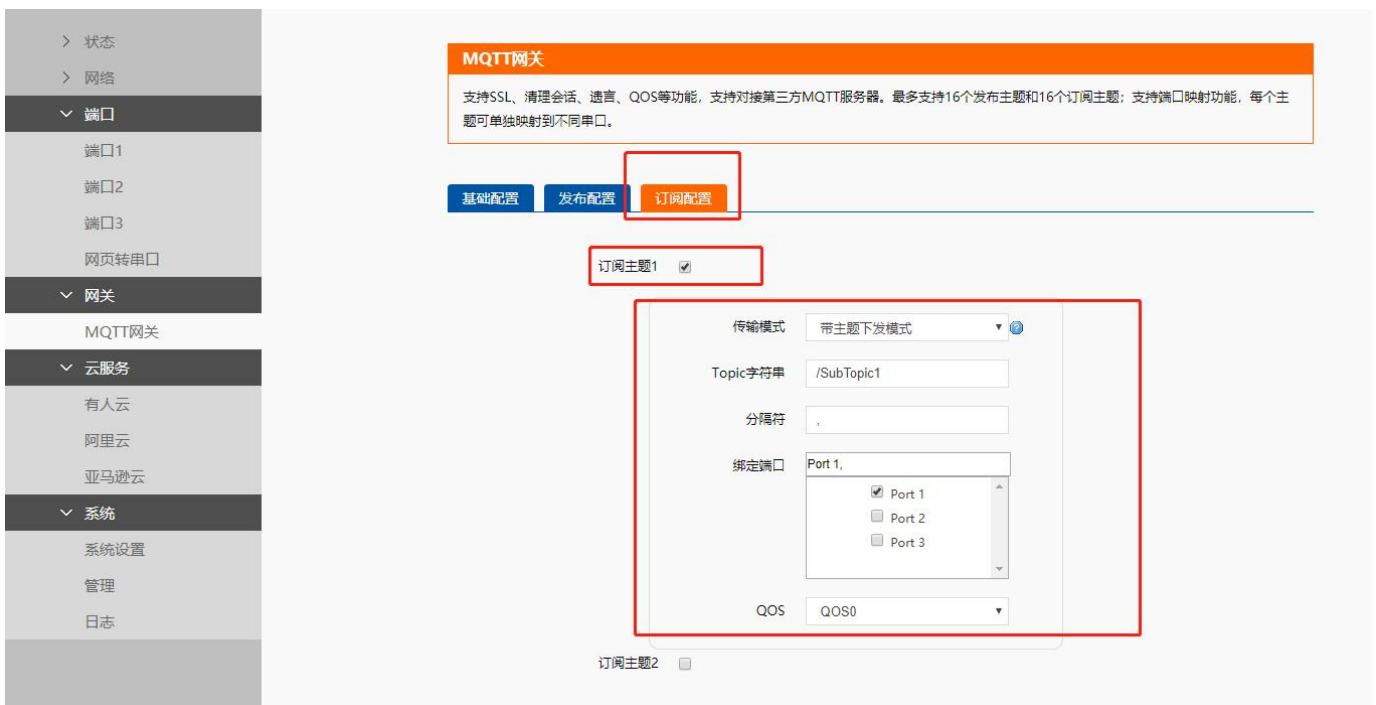 状态
网络
端口
端口1
端口2
端口3
网页转串口
网关
MQTT网关
云服务
有人云
阿里云
亚马逊云
系统
系统设置
管理
日志
MQTT网关
支持SSL、清理会话、遗言、QOS等功能，支持对接第三方MQTT服务器。最多支持16个发布主题和16个订阅主题；支持端口映射功能，每个主
题可单独映射到不同串口。
基础配置 发布配置 订阅配置
订阅主题1
传输模式 带主题下发模式
Topic字符串 /SubTopic1
分隔符 ,
绑定端口 Port 1,
Port 1
Port 2
Port 3
QOS QOS0
订阅主题2